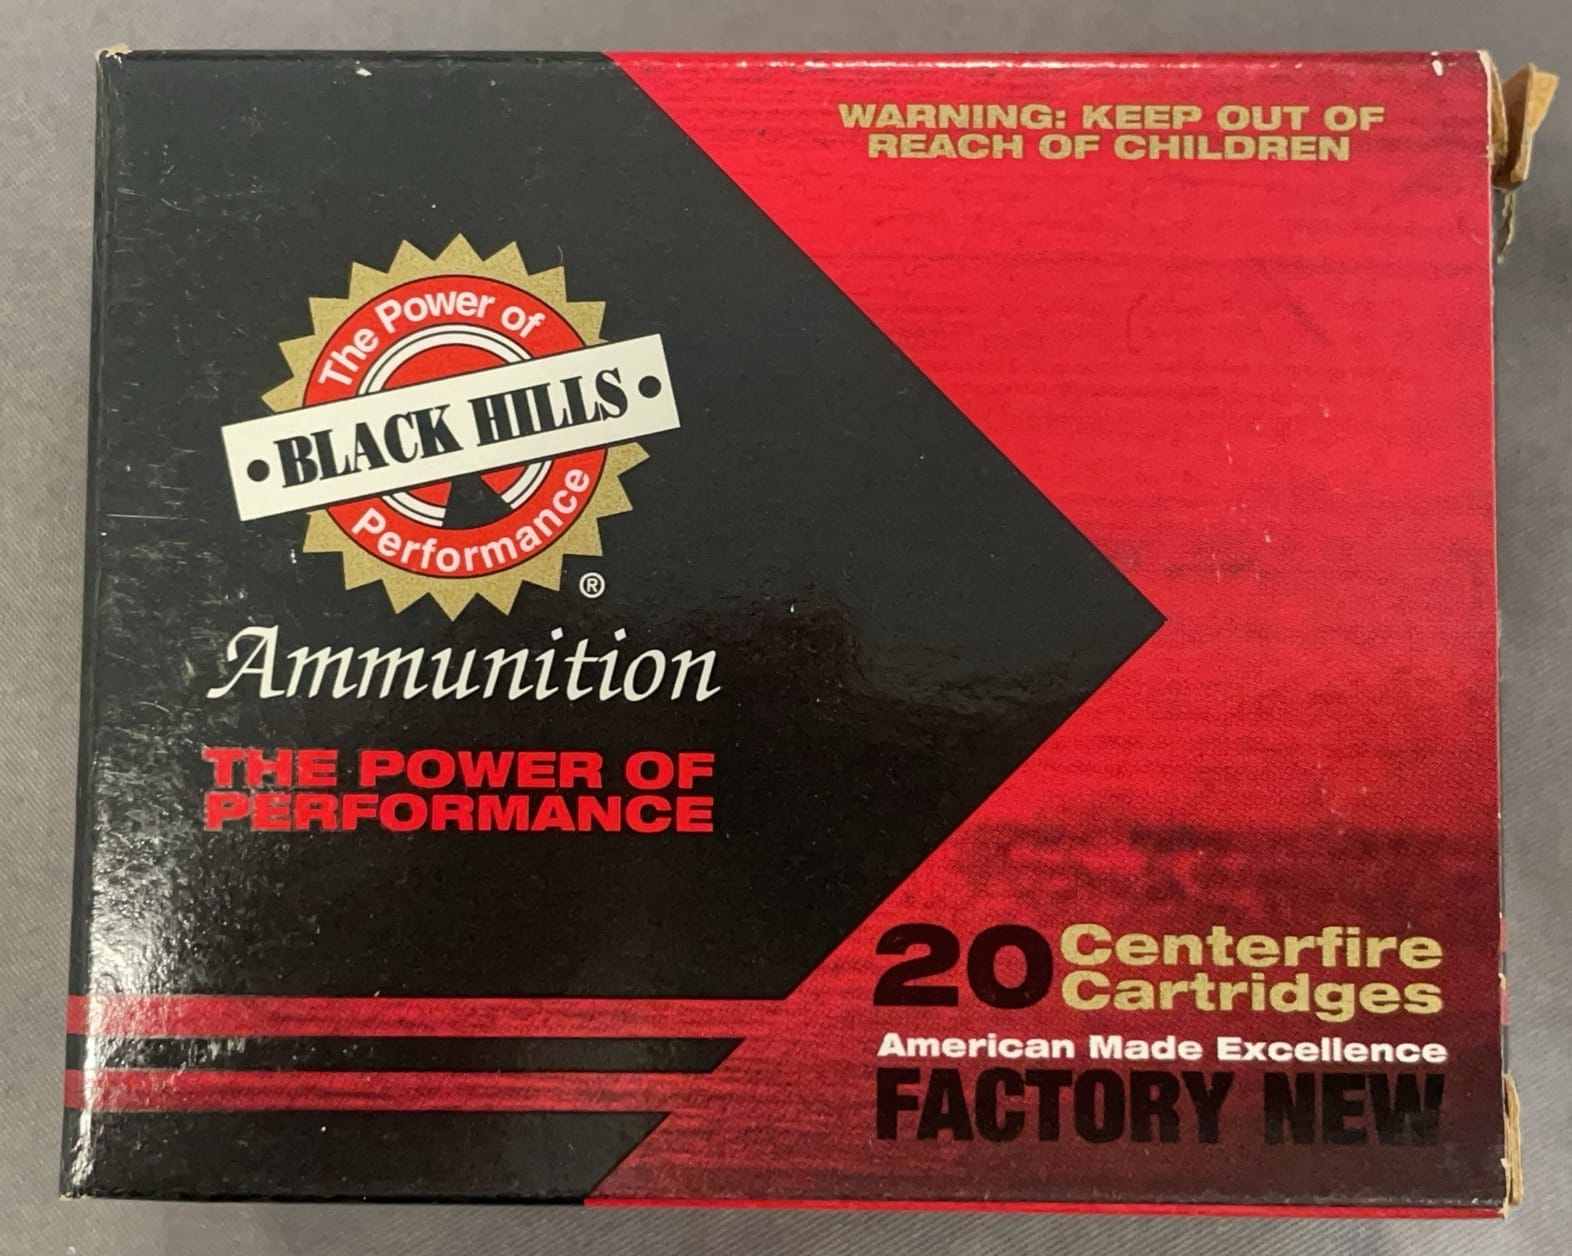 WARNING: KEEP OUT OF
REACH OF CHILDREN
The Power of
• BLACK HILLS •
Performance
®
Ammunition
THE POWER OF
PERFORMANCE
20 Centerfire
Cartridges
American Made Excellence
FACTORY NEW